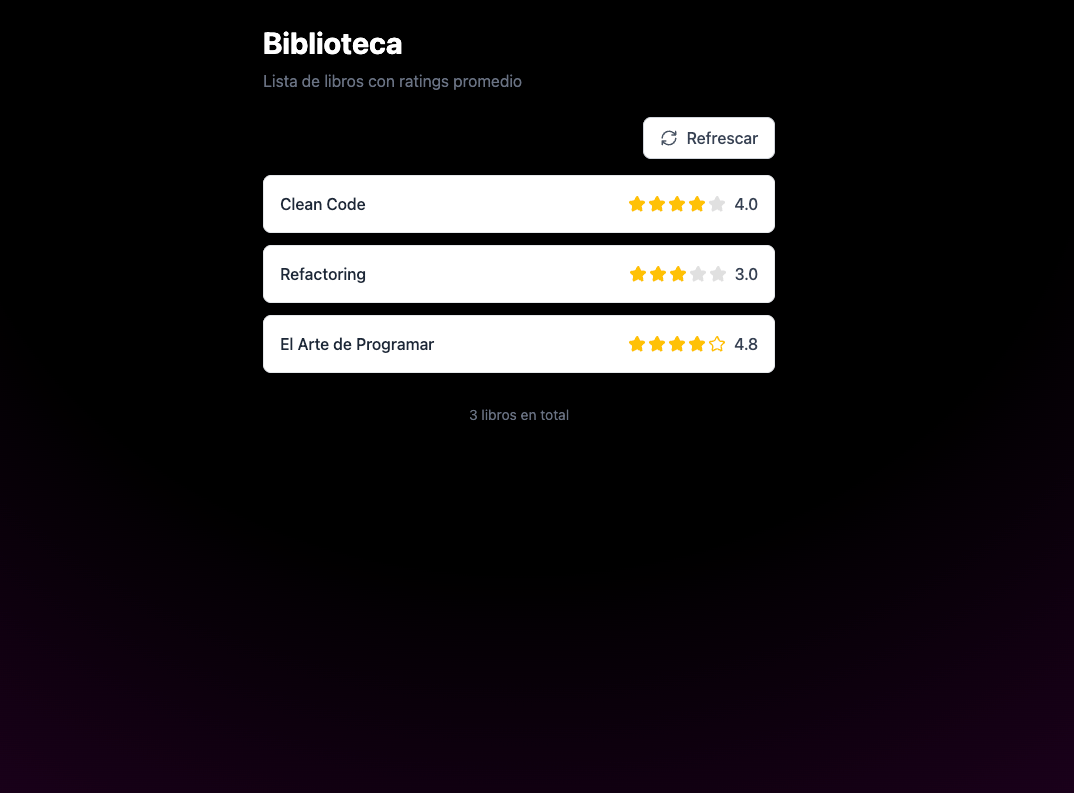 Biblioteca
Lista de libros con ratings promedio
Refrescar
Clean Code 4.0
Refactoring 3.0
El Arte de Programar 4.8
3 libros en total